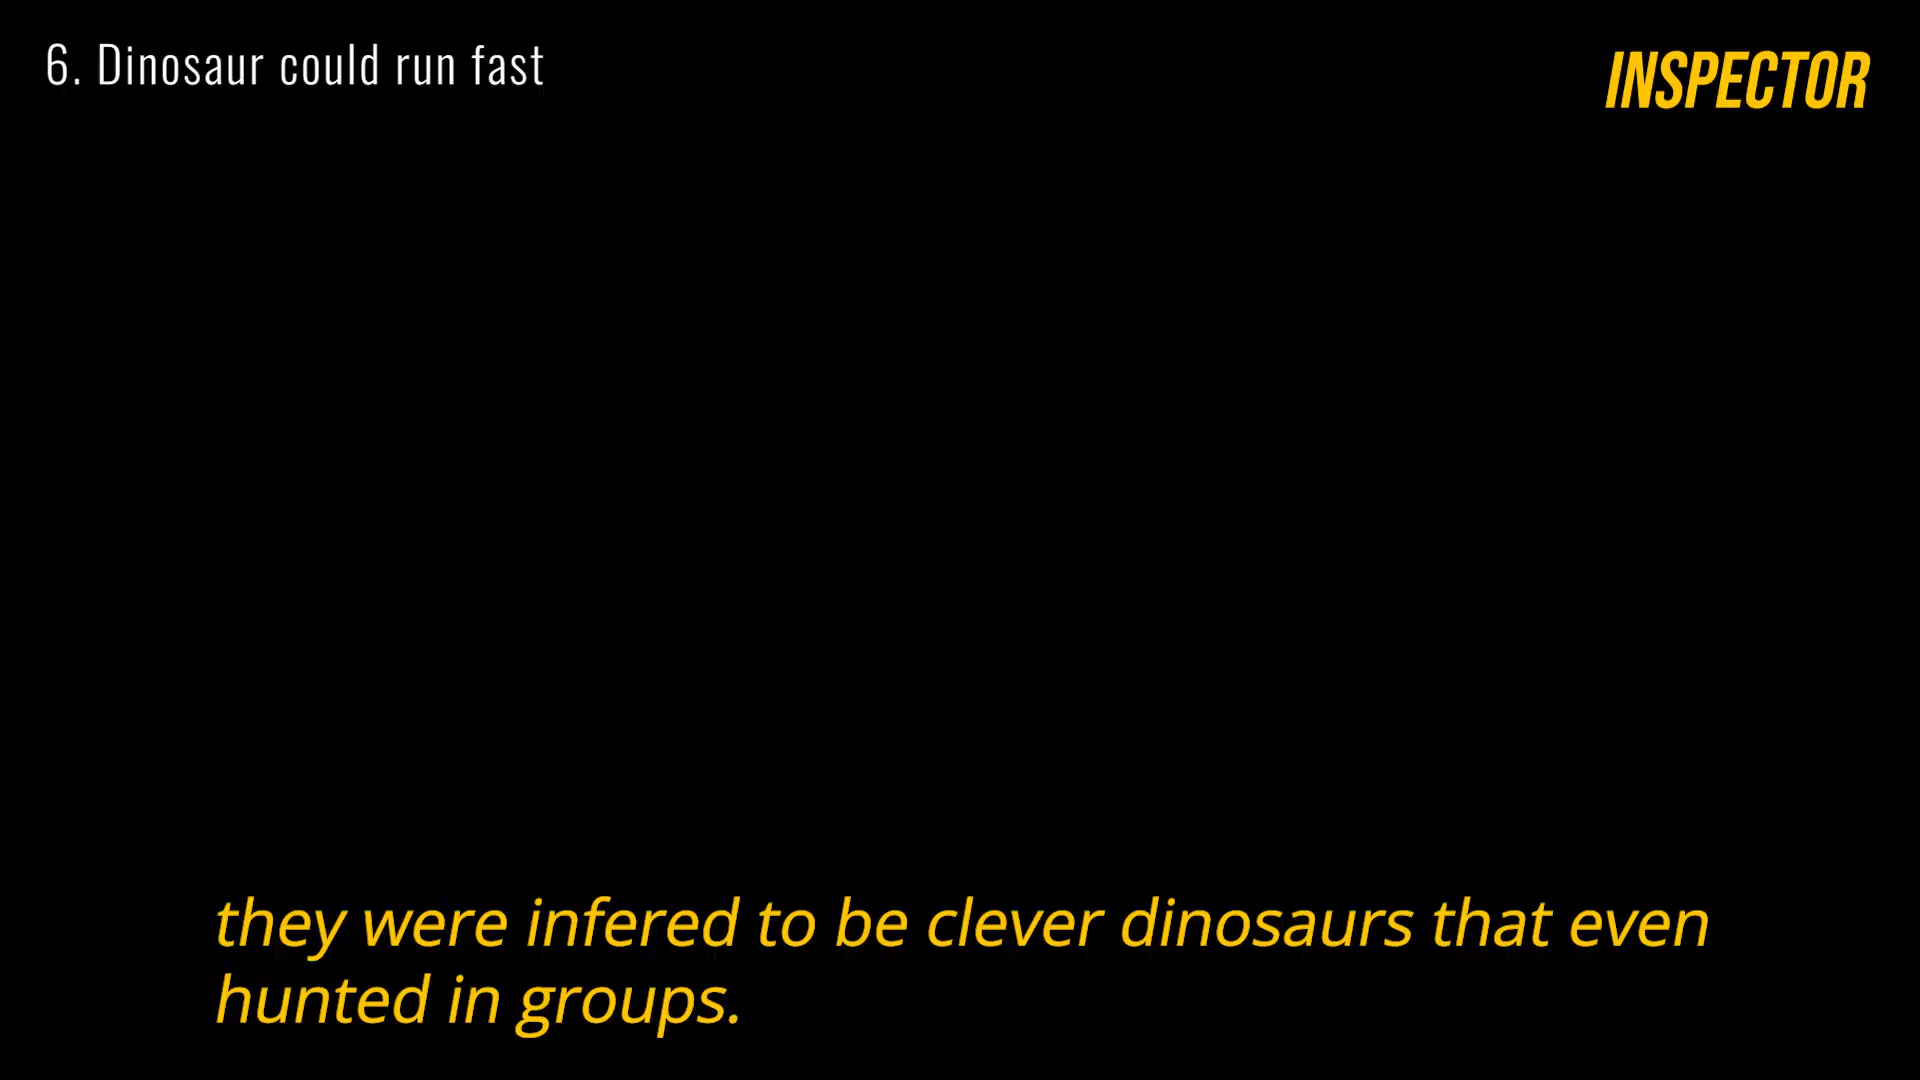 6. Dinosaur could run fast
INSPECTOR
they were infered to be clever dinosaurs that even
hunted in groups.